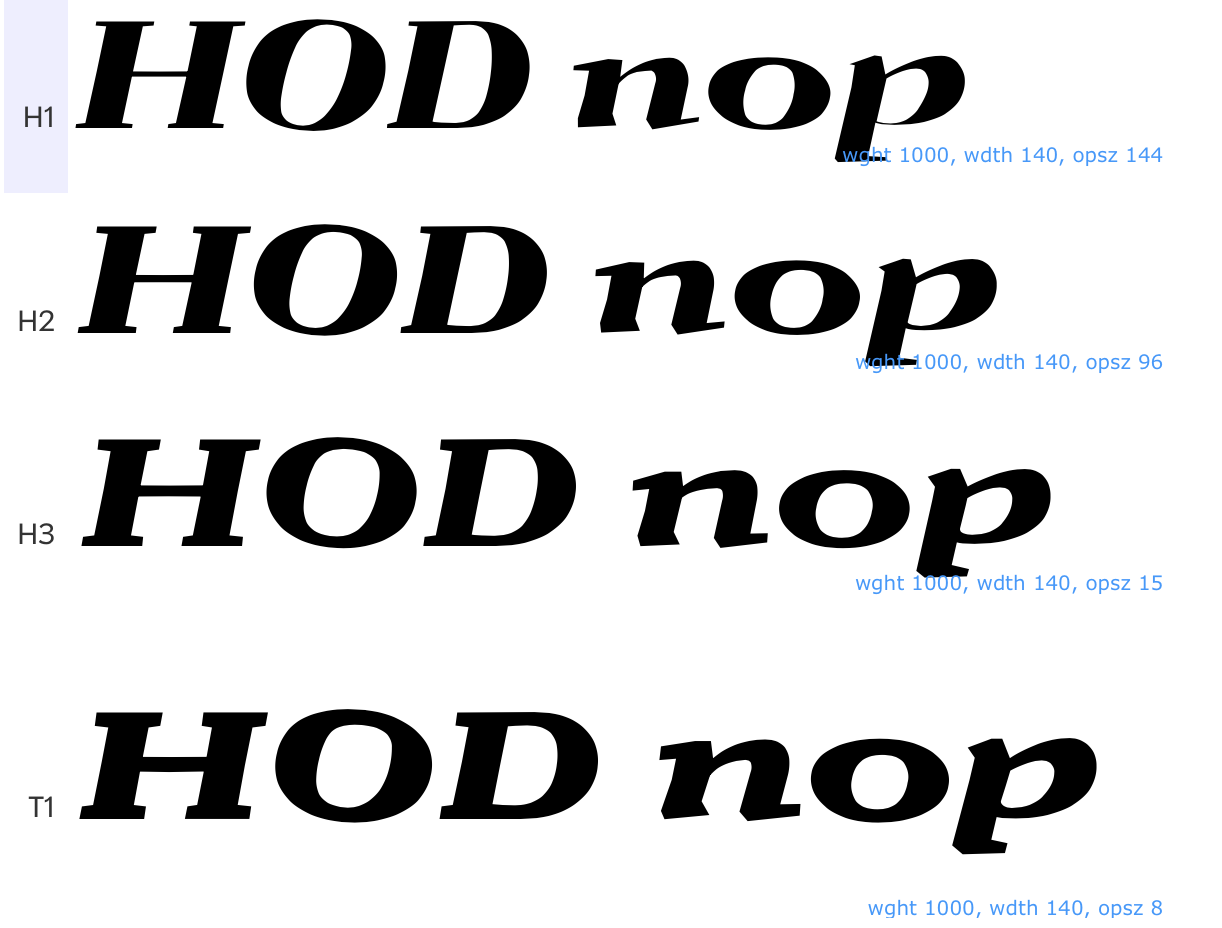 H1 HOD nop
wght 1000, wdth 140, opsz 144
H2 HOD nop
wght 1000, wdth 140, opsz 96
H3 HOD nop
wght 1000, wdth 140, opsz 15
T1 HOD nop
wght 1000, wdth 140, opsz 8